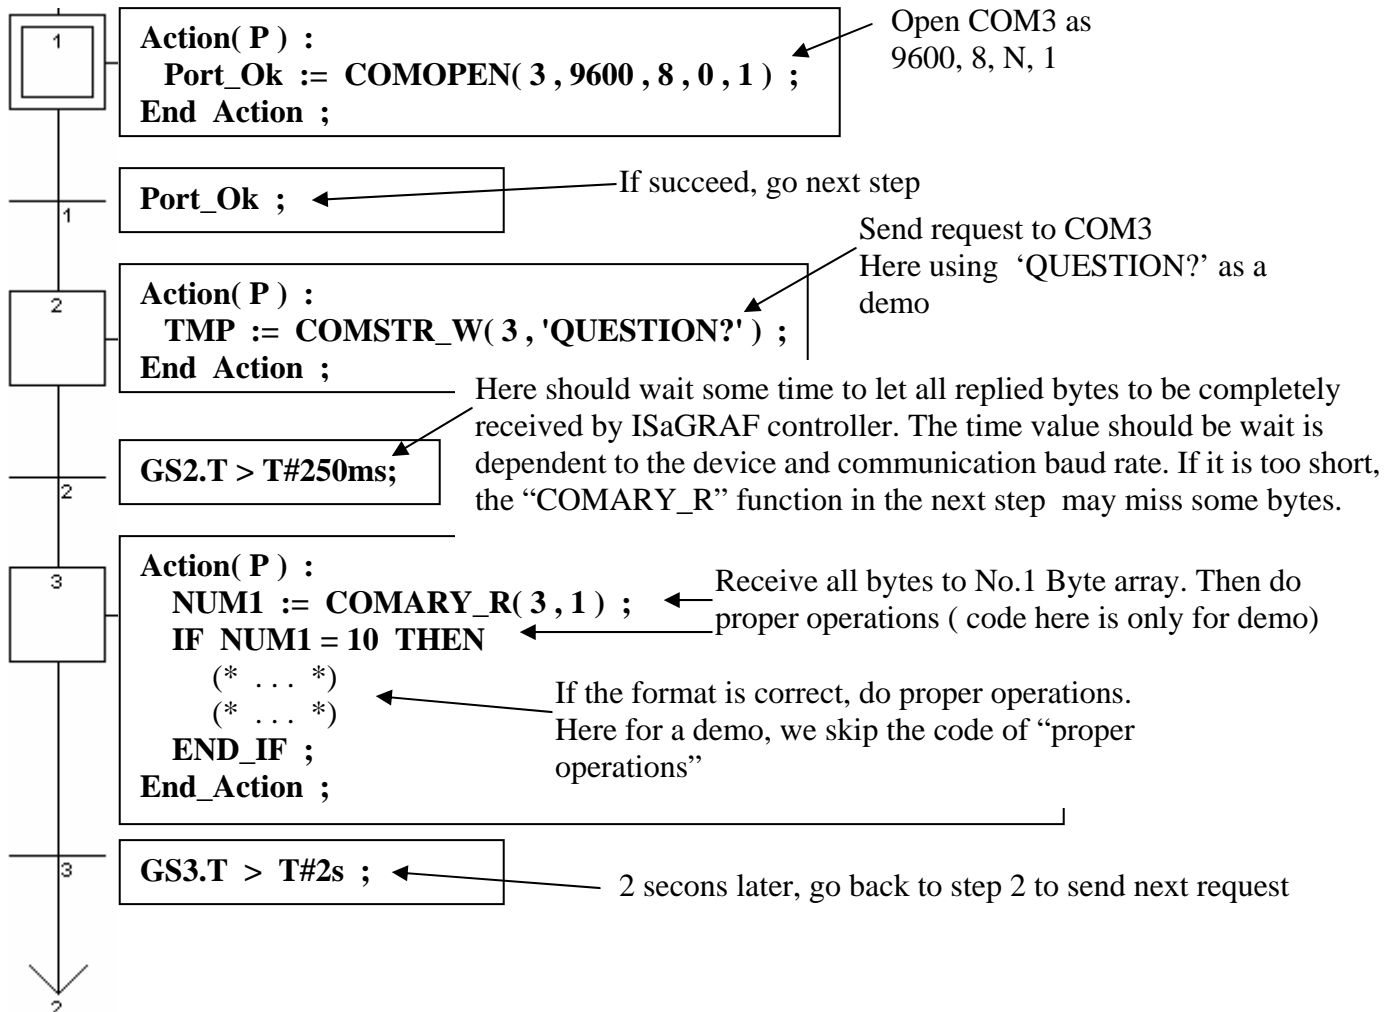 1
Action( P ) :
Port_Ok := COMOPEN( 3 , 9600 , 8 , 0 , 1 ) ;
End Action ;
Open COM3 as
9600, 8, N, 1
1
Port_Ok ;
If succeed, go next step
Send request to COM3
Here using ‘QUESTION?’ as a
demo
2
Action( P ) :
TMP := COMSTR_W( 3 , 'QUESTION?' ) ;
End Action ;
Here should wait some time to let all replied bytes to be completely
received by ISaGRAF controller. The time value should be wait is
dependent to the device and communication baud rate. If it is too short,
the “COMARY_R” function in the next step may miss some bytes.
2
GS2.T > T#250ms;
3
Action( P ) :
NUM1 := COMARY_R( 3 , 1 ) ;
IF NUM1 = 10 THEN
(* . . . *)
(* . . . *)
END_IF ;
End_Action ;
Receive all bytes to No.1 Byte array. Then do
proper operations ( code here is only for demo)
If the format is correct, do proper operations.
Here for a demo, we skip the code of “proper
operations”
3
GS3.T > T#2s ;
2 secons later, go back to step 2 to send next request
2